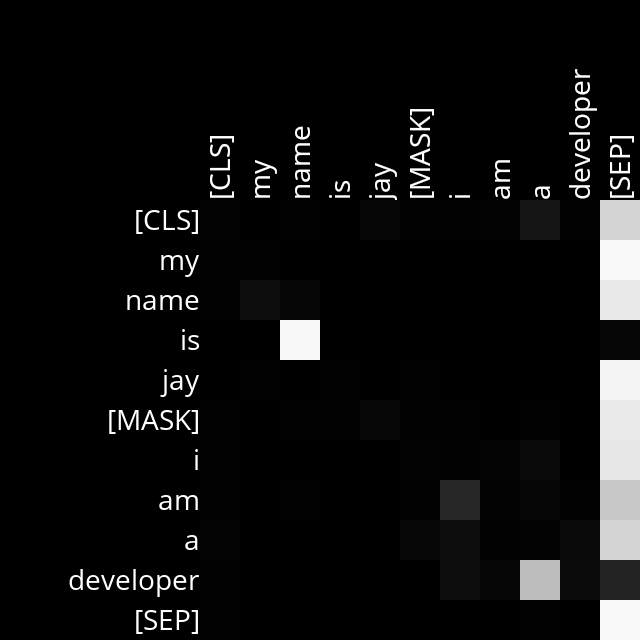 [CLS]
my
name
is
jay
[MASK]
i
am
a
developer
[SEP]
[CLS]
my
name
is
jay
[MASK]
i
am
a
developer
[SEP]